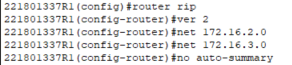 221801337R1(config)#router rip
221801337R1(config-router)#ver 2
221801337R1(config-router)#net 172.16.2.0
221801337R1(config-router)#net 172.16.3.0
221801337R1(config-router)#no auto-summary